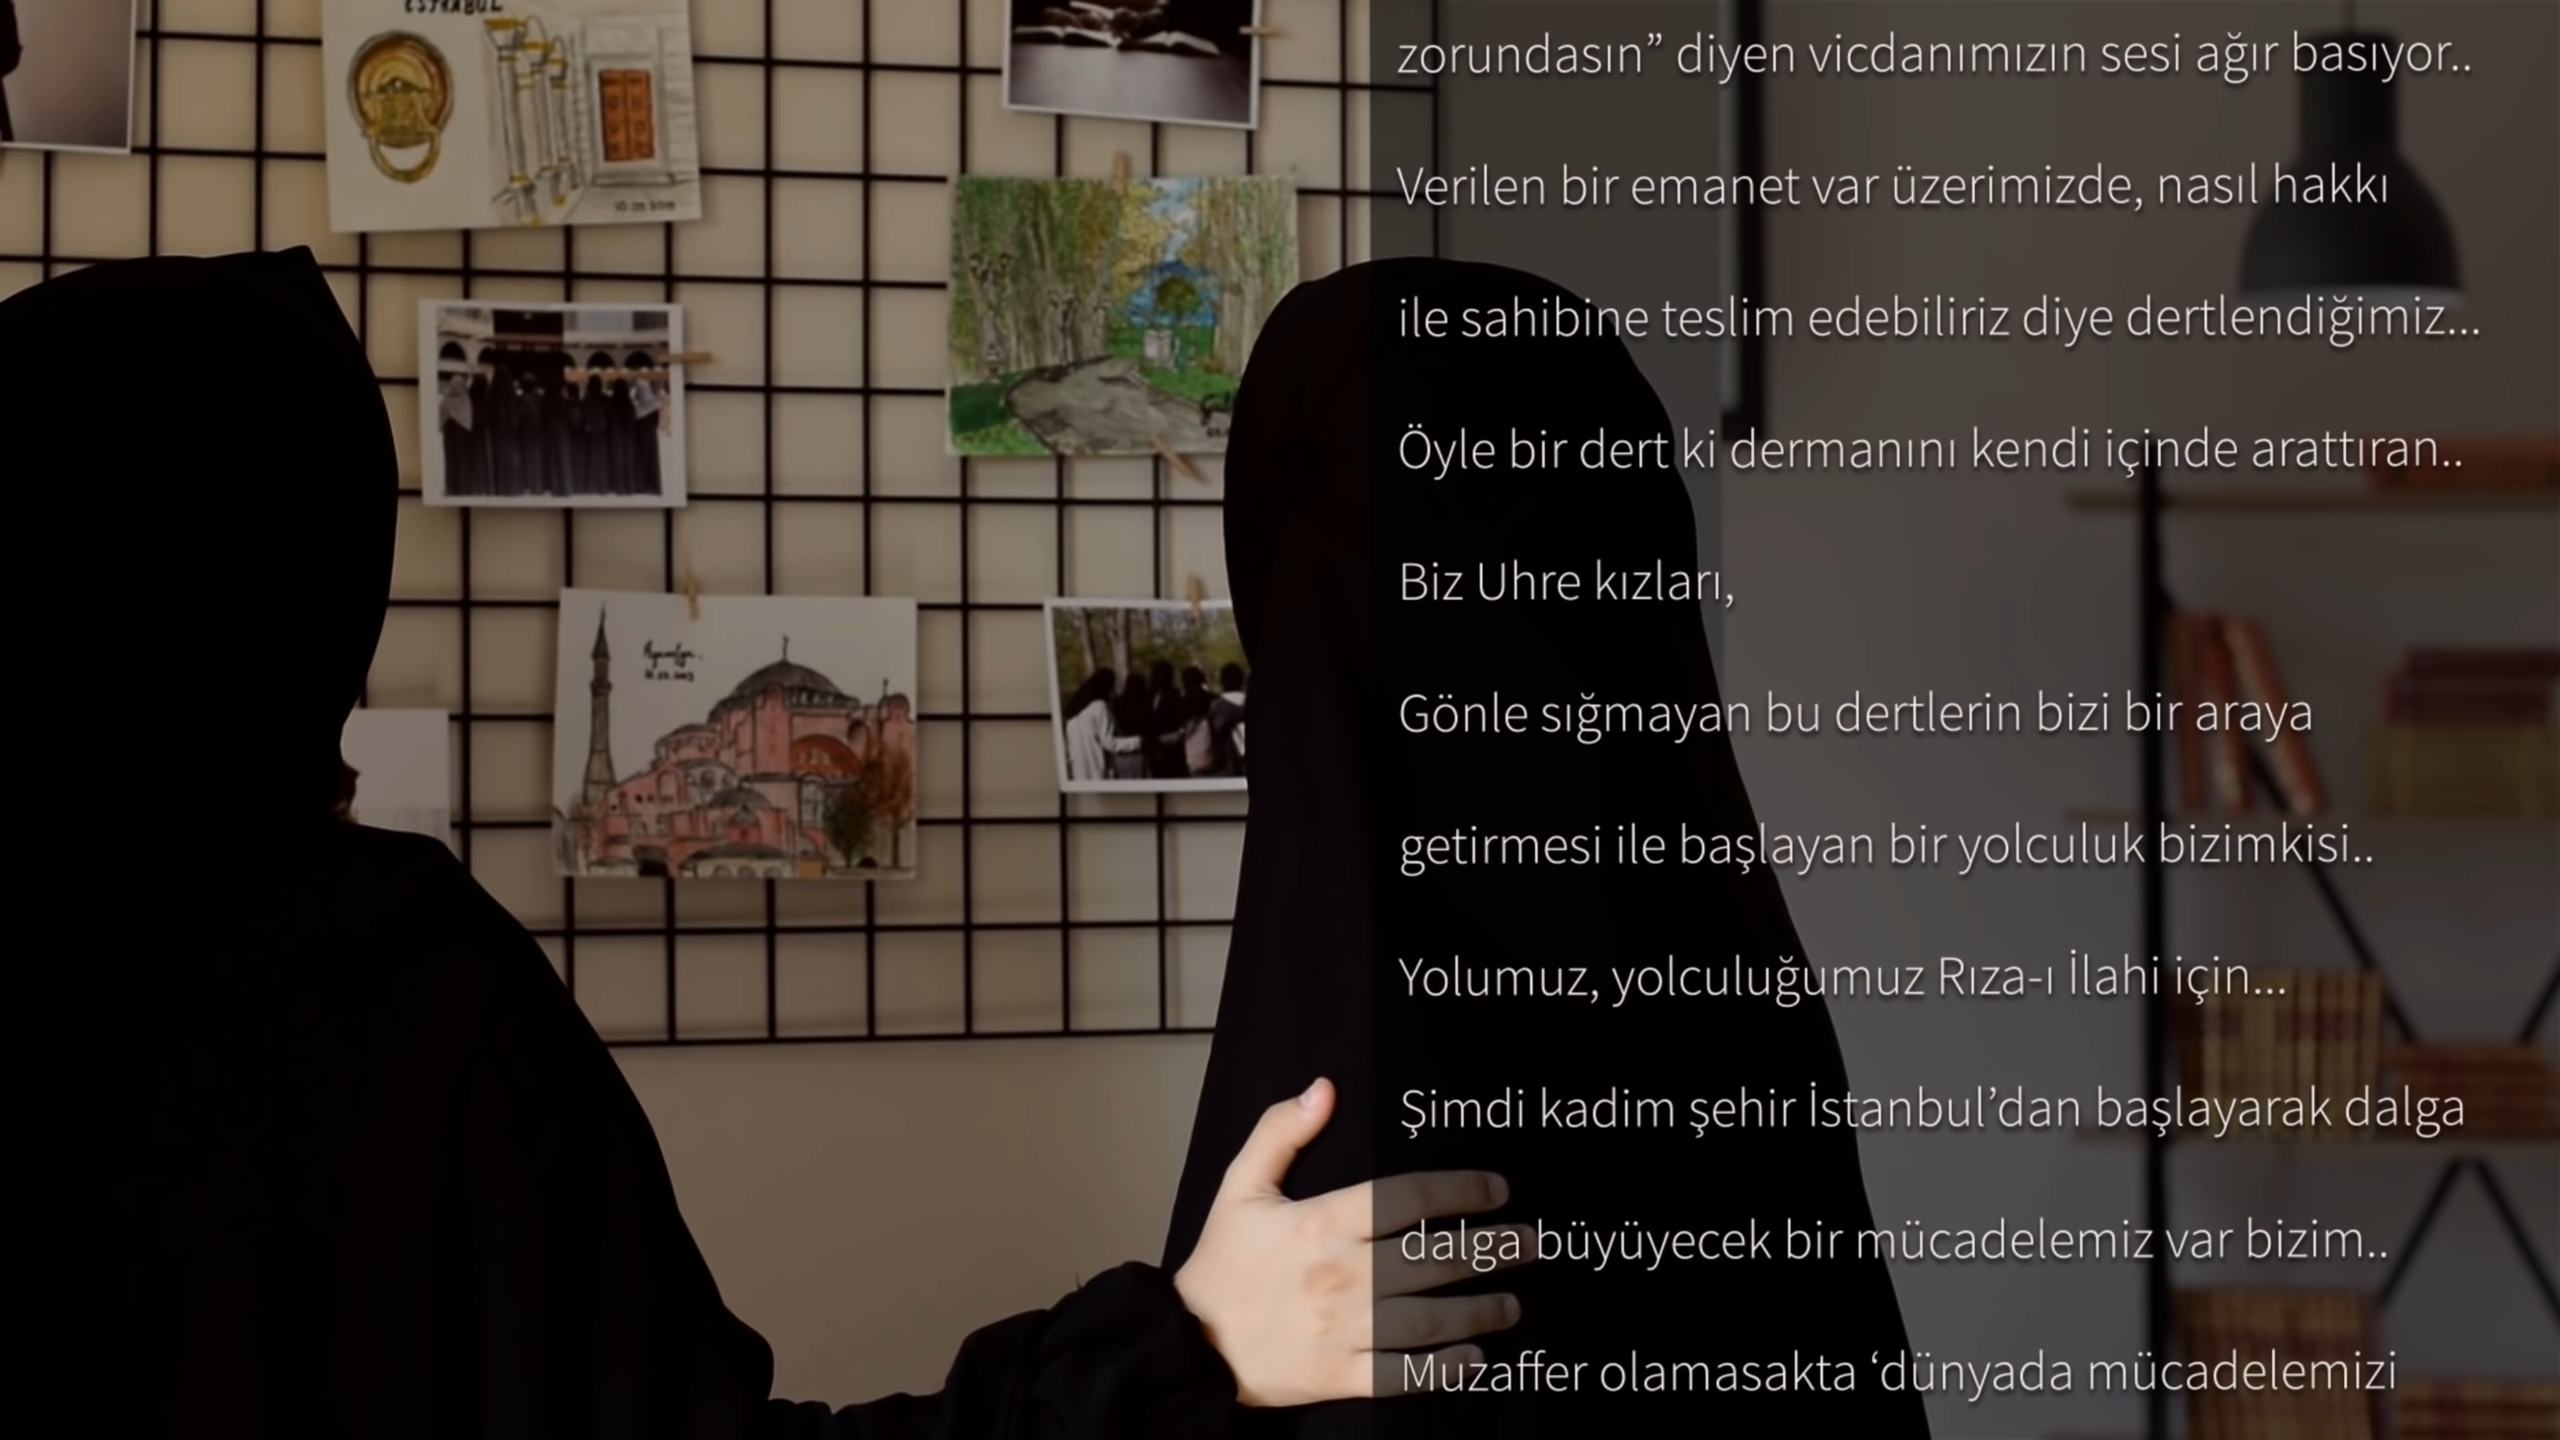 zorundasın” diyen vicdanımızın sesi ağır basıyor..
Verilen bir emanet var üzerimizde, nasıl hakkı
ile sahibine teslim edebiliriz diye dertlendiğimiz...
Öyle bir dert ki dermanını kendi içinde arattıran..
Biz Uhre kızları,
Gönle sığmayan bu dertlerin bizi bir araya
getirmesi ile başlayan bir yolculuk bizimkisi..
Yolumuz, yolculuğumuz Rıza-ı İlahi için...
Şimdi kadim şehir İstanbul’dan başlayarak dalga
dalga büyüyecek bir mücadelemiz var bizim..
Muzaffer olamasakta ‘dünyada mücadelemizi